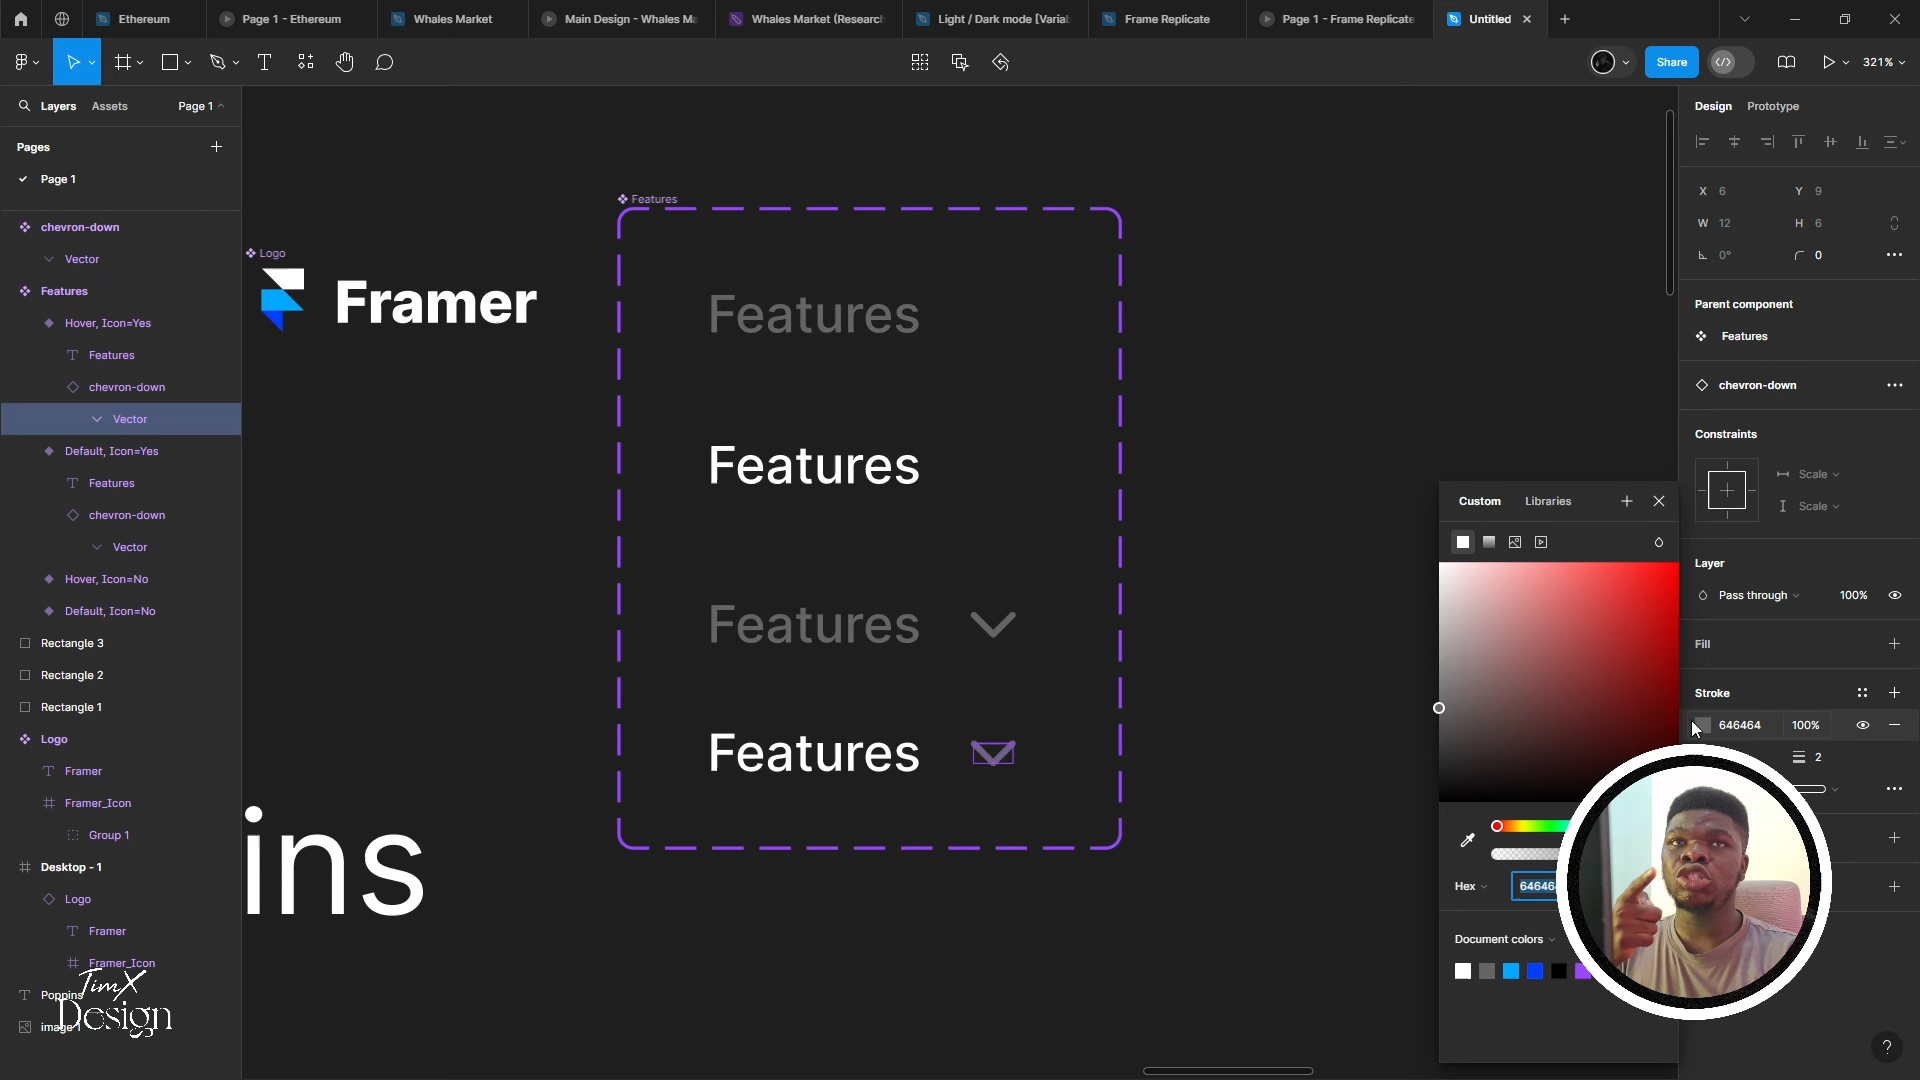 Ethereum
Page 1 - Ethereum
Whales Market
Main Design - Whales Ma
Whales Market (Research
Light / Dark mode [Variab
Frame Replicate
Page 1 - Frame Replicate
Untitled
Share
321%
Layers
Assets
Page 1
Pages
Page 1
chevron-down
Vector
Features
Hover, Icon=Yes
Features
chevron-down
Vector
Default, Icon=Yes
Features
chevron-down
Vector
Hover, Icon=No
Default, Icon=No
Rectangle 3
Rectangle 2
Rectangle 1
Logo
Framer
Framer_Icon
Group 1
Desktop - 1
Logo
Framer
Framer_Icon
Poppins
image 1
TimX
Design
Logo
Framer
ins
Features
Features
Features
Features
Features
Custom
Libraries
Hex
64646
Document colors
Design
Prototype
X 6
Y 9
W 12
H 6
0°
0
Parent component
Features
chevron-down
Constraints
Scale
Scale
Layer
Pass through
100%
Fill
Stroke
646464
100%
2
?